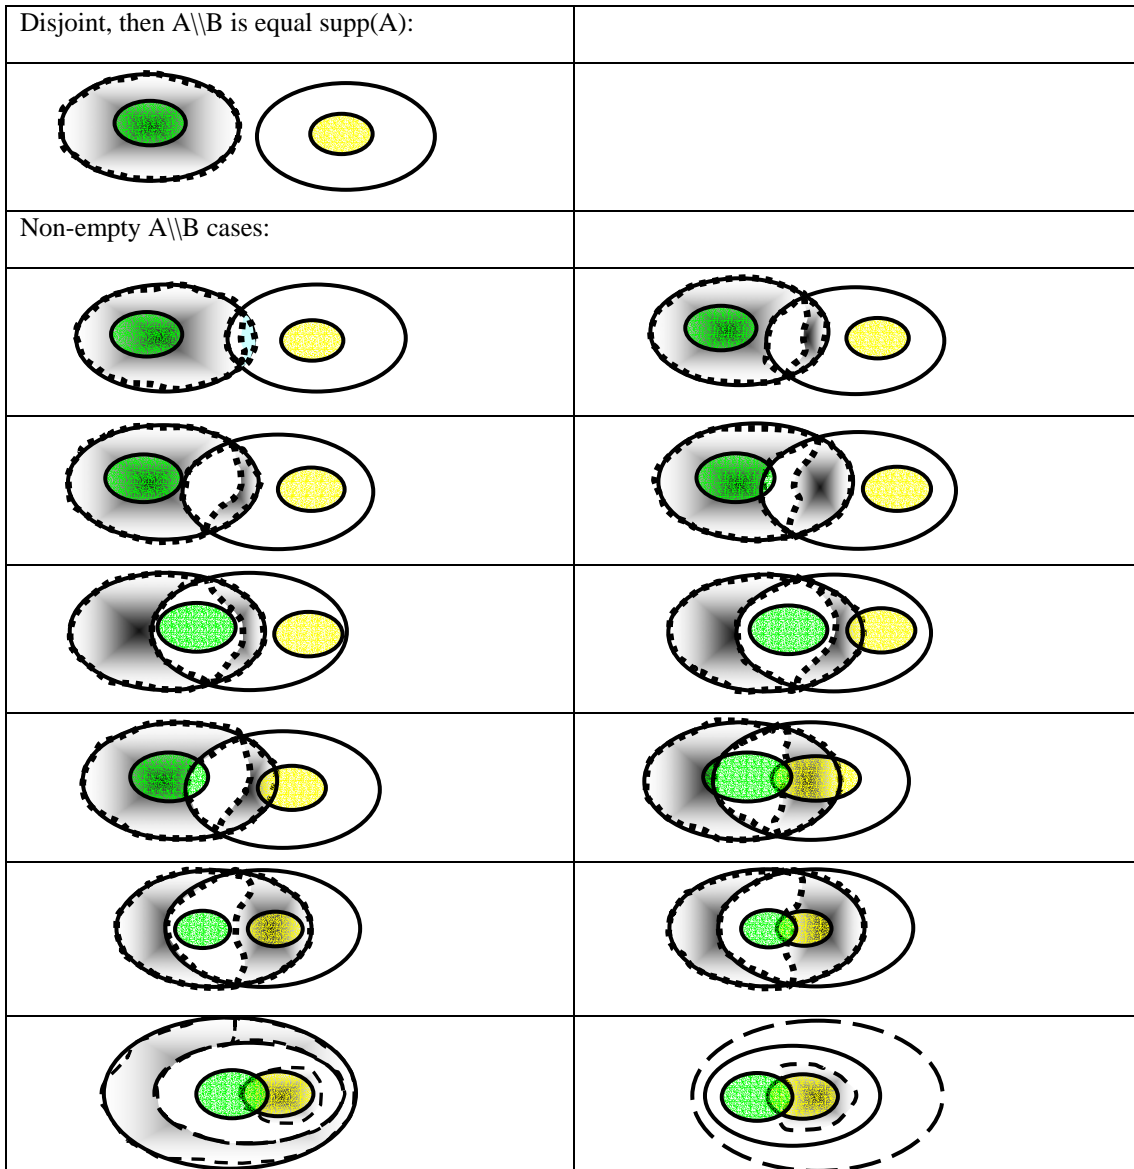 Disjoint, then A\\B is equal supp(A):
Non-empty A\\B cases: